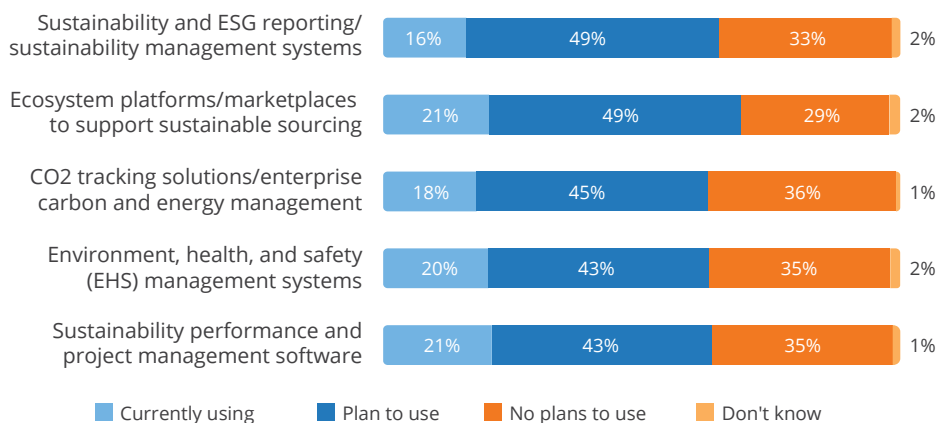 Sustainability and ESG reporting/
sustainability management systems
16% 49% 33% 2%
Ecosystem platforms/marketplaces
to support sustainable sourcing
21% 49% 29% 2%
CO2 tracking solutions/enterprise
carbon and energy management
18% 45% 36% 1%
Environment, health, and safety
(EHS) management systems
20% 43% 35% 2%
Sustainability performance and
project management software
21% 43% 35% 1%
Currently using Plan to use No plans to use Don't know